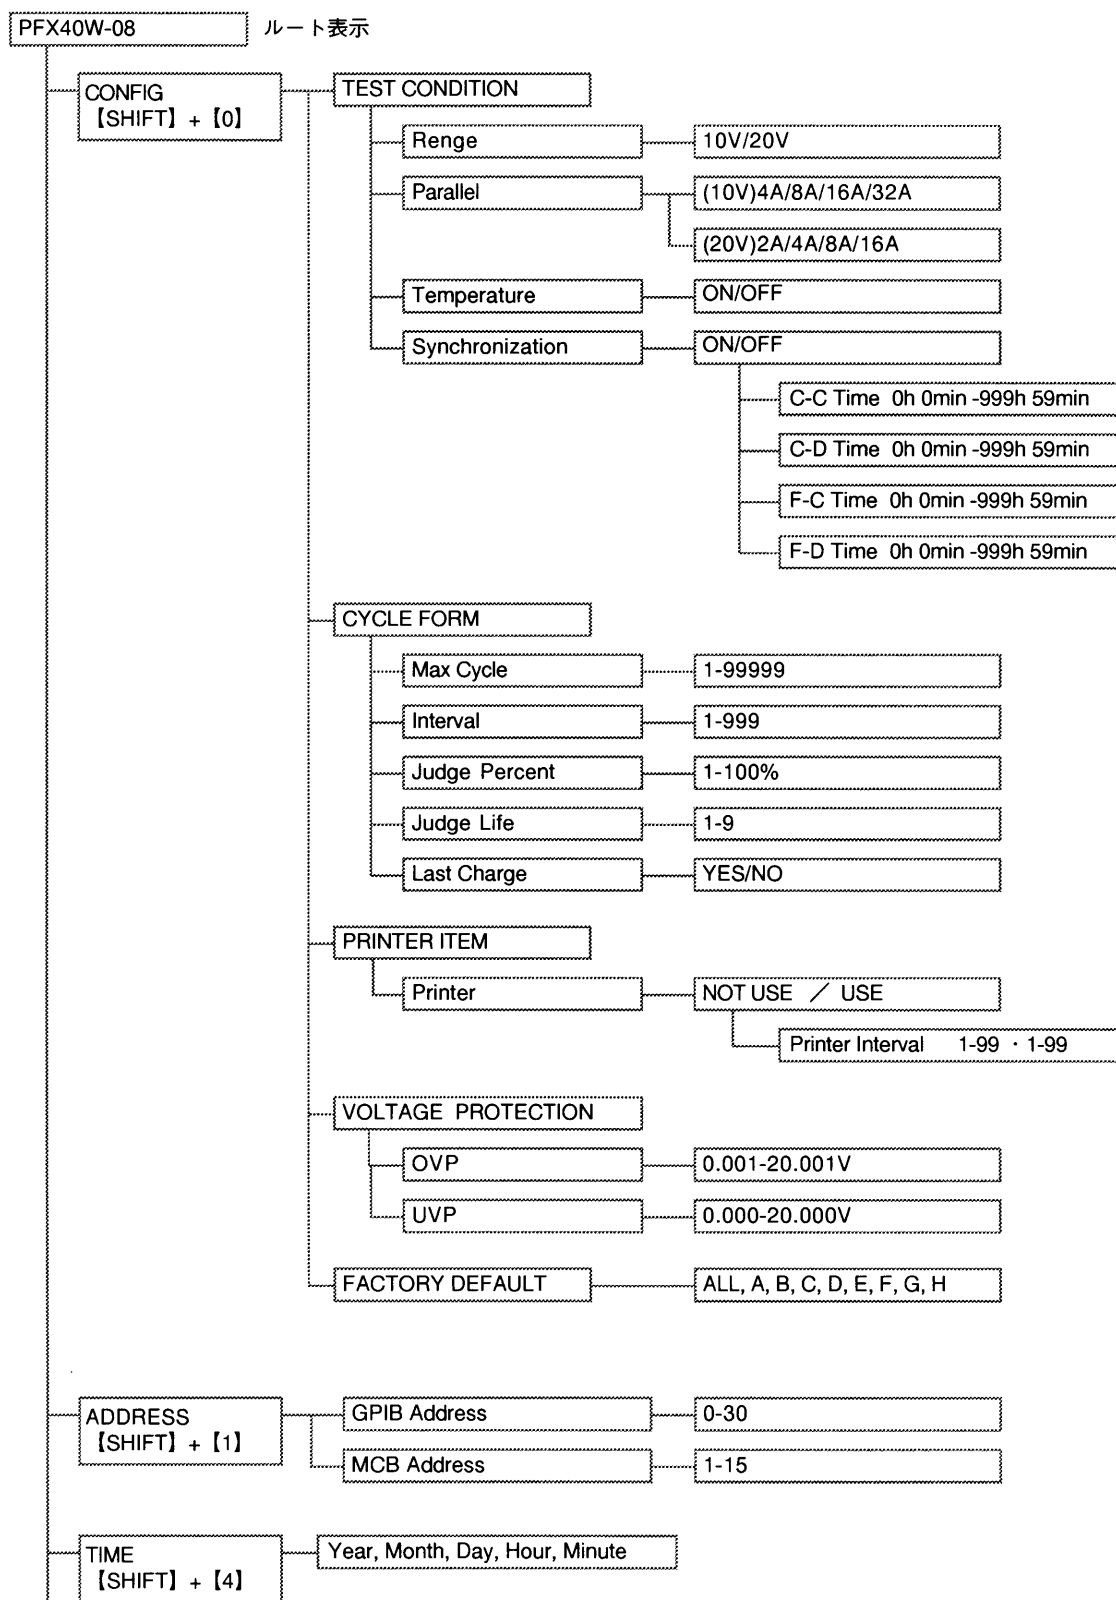 PFX40W-08 ルート表示
CONFIG
【SHIFT】+【0】
TEST CONDITION
Renge 10V/20V
Parallel (10V)4A/8A/16A/32A
(20V)2A/4A/8A/16A
Temperature ON/OFF
Synchronization ON/OFF
C-C Time 0h 0min -999h 59min
C-D Time 0h 0min -999h 59min
F-C Time 0h 0min -999h 59min
F-D Time 0h 0min -999h 59min
CYCLE FORM
Max Cycle 1-99999
Interval 1-999
Judge Percent 1-100%
Judge Life 1-9
Last Charge YES/NO
PRINTER ITEM
Printer NOT USE ／ USE
Printer Interval 1-99 ・1-99
VOLTAGE PROTECTION
OVP 0.001-20.001V
UVP 0.000-20.000V
FACTORY DEFAULT ALL, A, B, C, D, E, F, G, H
ADDRESS
【SHIFT】+【1】
GPIB Address 0-30
MCB Address 1-15
TIME
【SHIFT】+【4】
Year, Month, Day, Hour, Minute